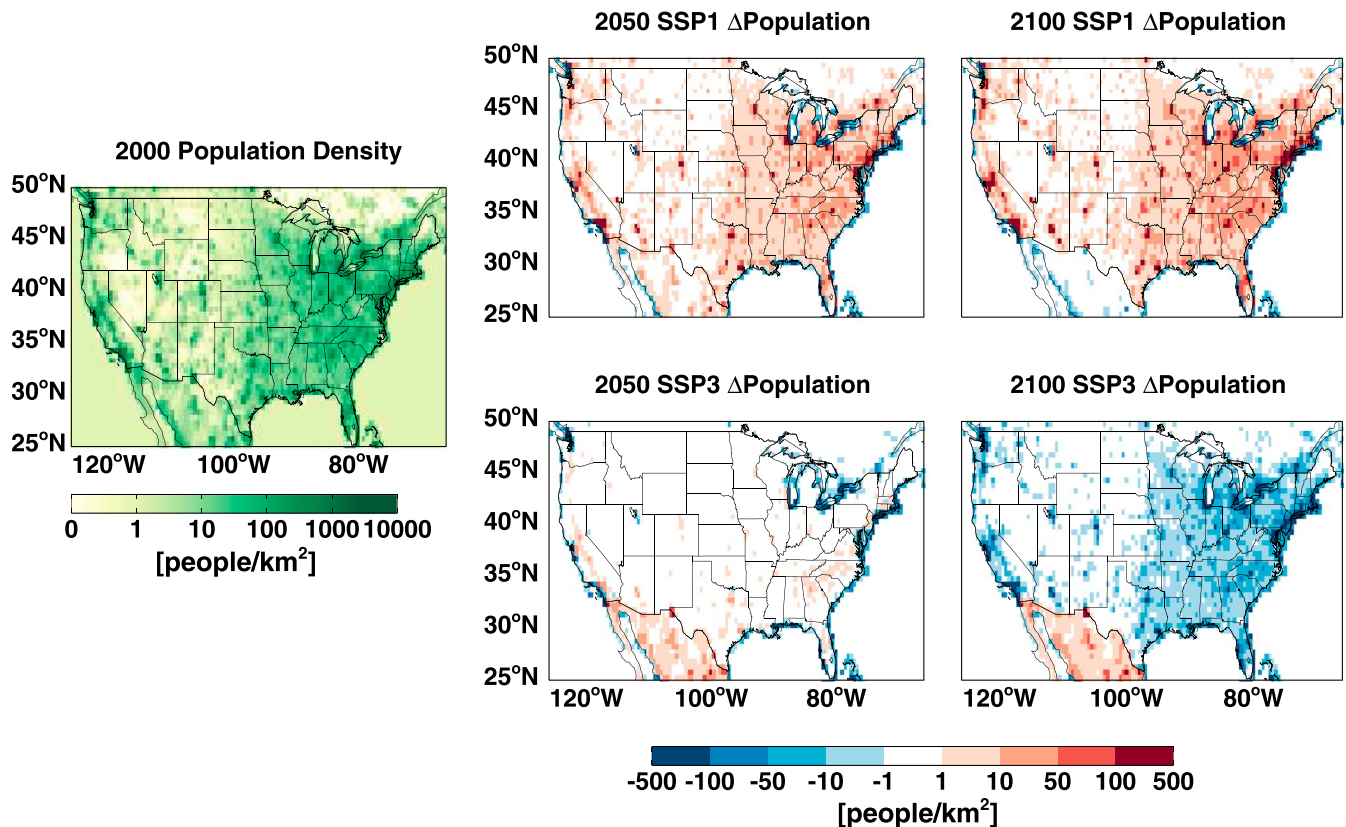 2050 SSP1 ΔPopulation
2100 SSP1 ΔPopulation
50°N
45°N
40°N
35°N
30°N
25°N
2000 Population Density
50°N
45°N
40°N
35°N
30°N
25°N
120°W 100°W 80°W
0 1 10 100 1000 10000
[people/km²]
2050 SSP3 ΔPopulation
2100 SSP3 ΔPopulation
50°N
45°N
40°N
35°N
30°N
25°N
120°W 100°W 80°W
120°W 100°W 80°W
-500 -100 -50 -10 -1 1 10 50 100 500
[people/km²]